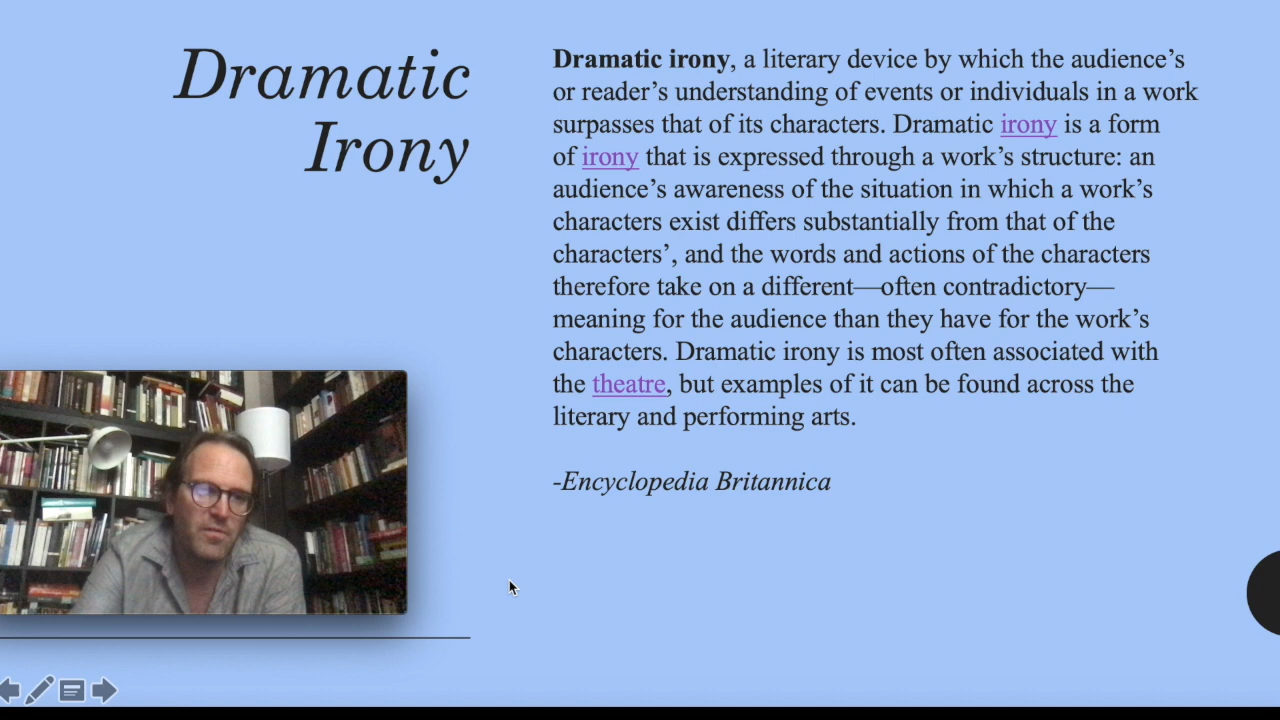 Dramatic
Irony
Dramatic irony, a literary device by which the audience’s
or reader’s understanding of events or individuals in a work
surpasses that of its characters. Dramatic irony is a form
of irony that is expressed through a work’s structure: an
audience’s awareness of the situation in which a work’s
characters exist differs substantially from that of the
characters’, and the words and actions of the characters
therefore take on a different—often contradictory—
meaning for the audience than they have for the work’s
characters. Dramatic irony is most often associated with
the theatre, but examples of it can be found across the
literary and performing arts.
-Encyclopedia Britannica